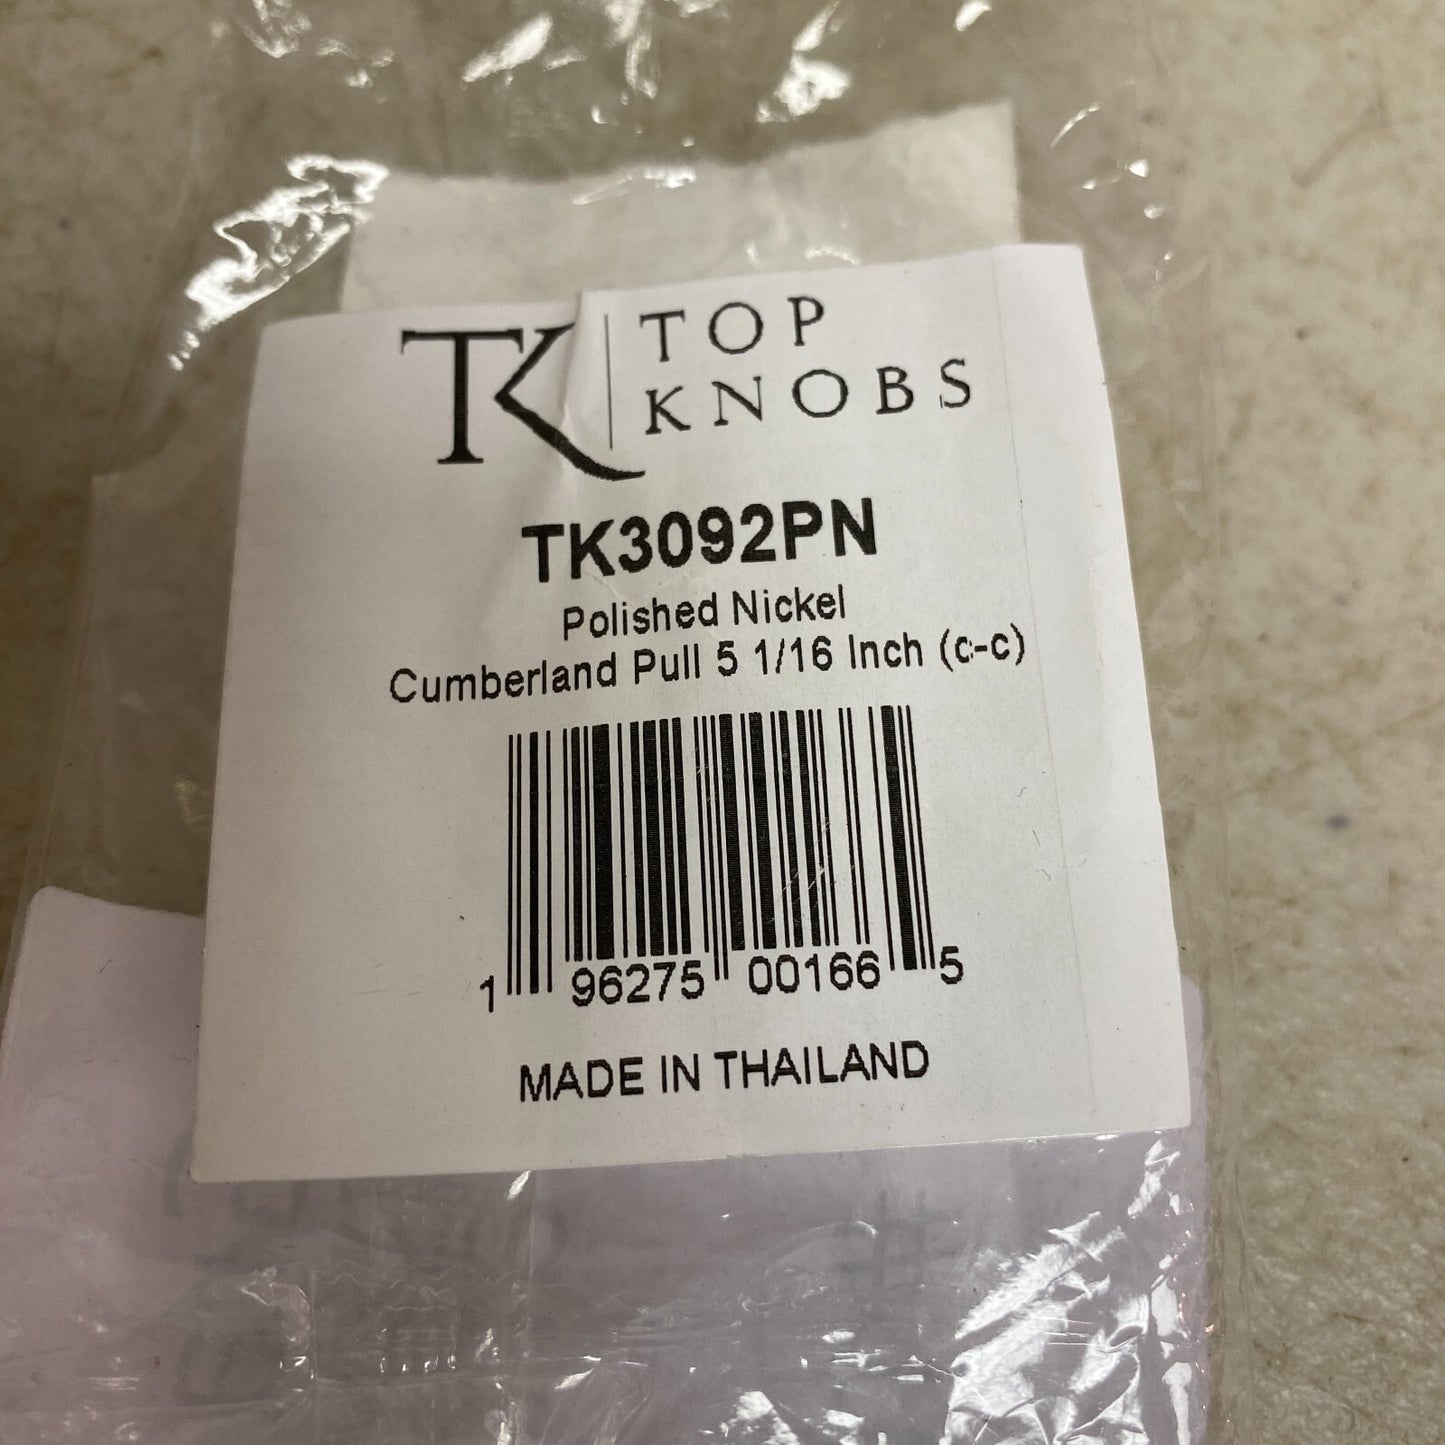 TK
TOP
KNOBS
TK3092PN
Polished Nickel
Cumberland Pull 5 1/16 Inch (c-c)
1 96275 00166 5
MADE IN THAILAND